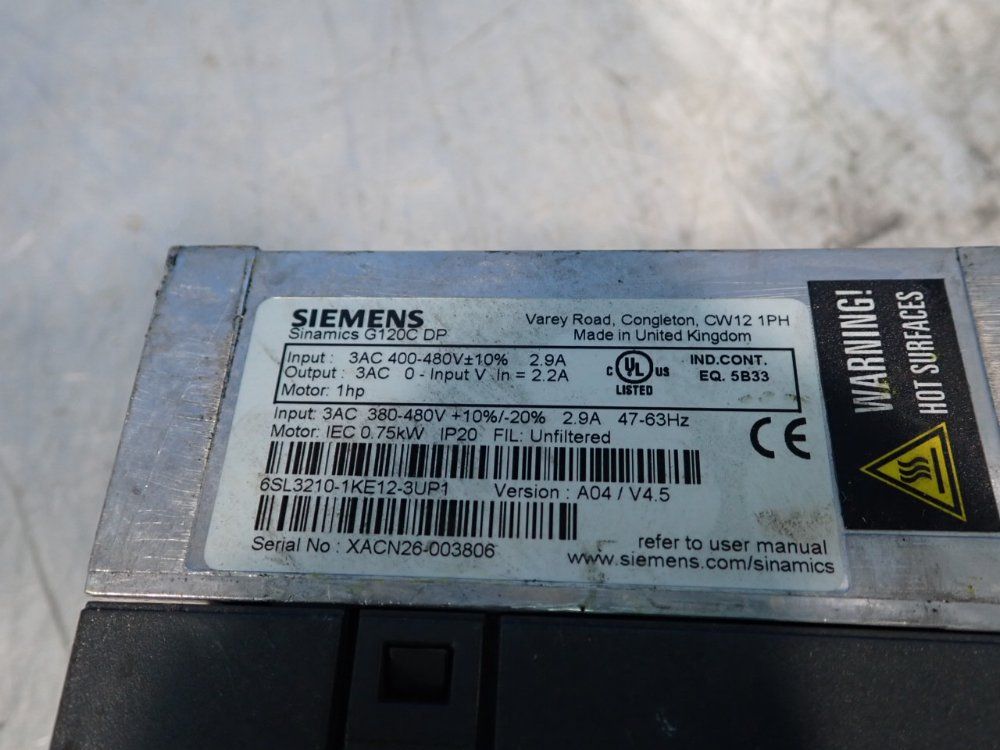 SIEMENS
Sinamics G120C DP
Varey Road, Congleton, CW12 1PH
Made in United Kingdom
Input : 3AC 400-480V±10% 2.9A
Output : 3AC 0 - Input V In = 2.2A
Motor: 1hp
C UL US
LISTED
IND.CONT.
EQ. 5B33
Input: 3AC 380-480V +10%/-20% 2.9A 47-63Hz
Motor: IEC 0.75kW IP20 FIL: Unfiltered
CE
6SL3210-1KE12-3UP1 Version : A04 / V4.5
Serial No : XACN26-003806
refer to user manual
www.siemens.com/sinamics
WARNING!
HOT SURFACES